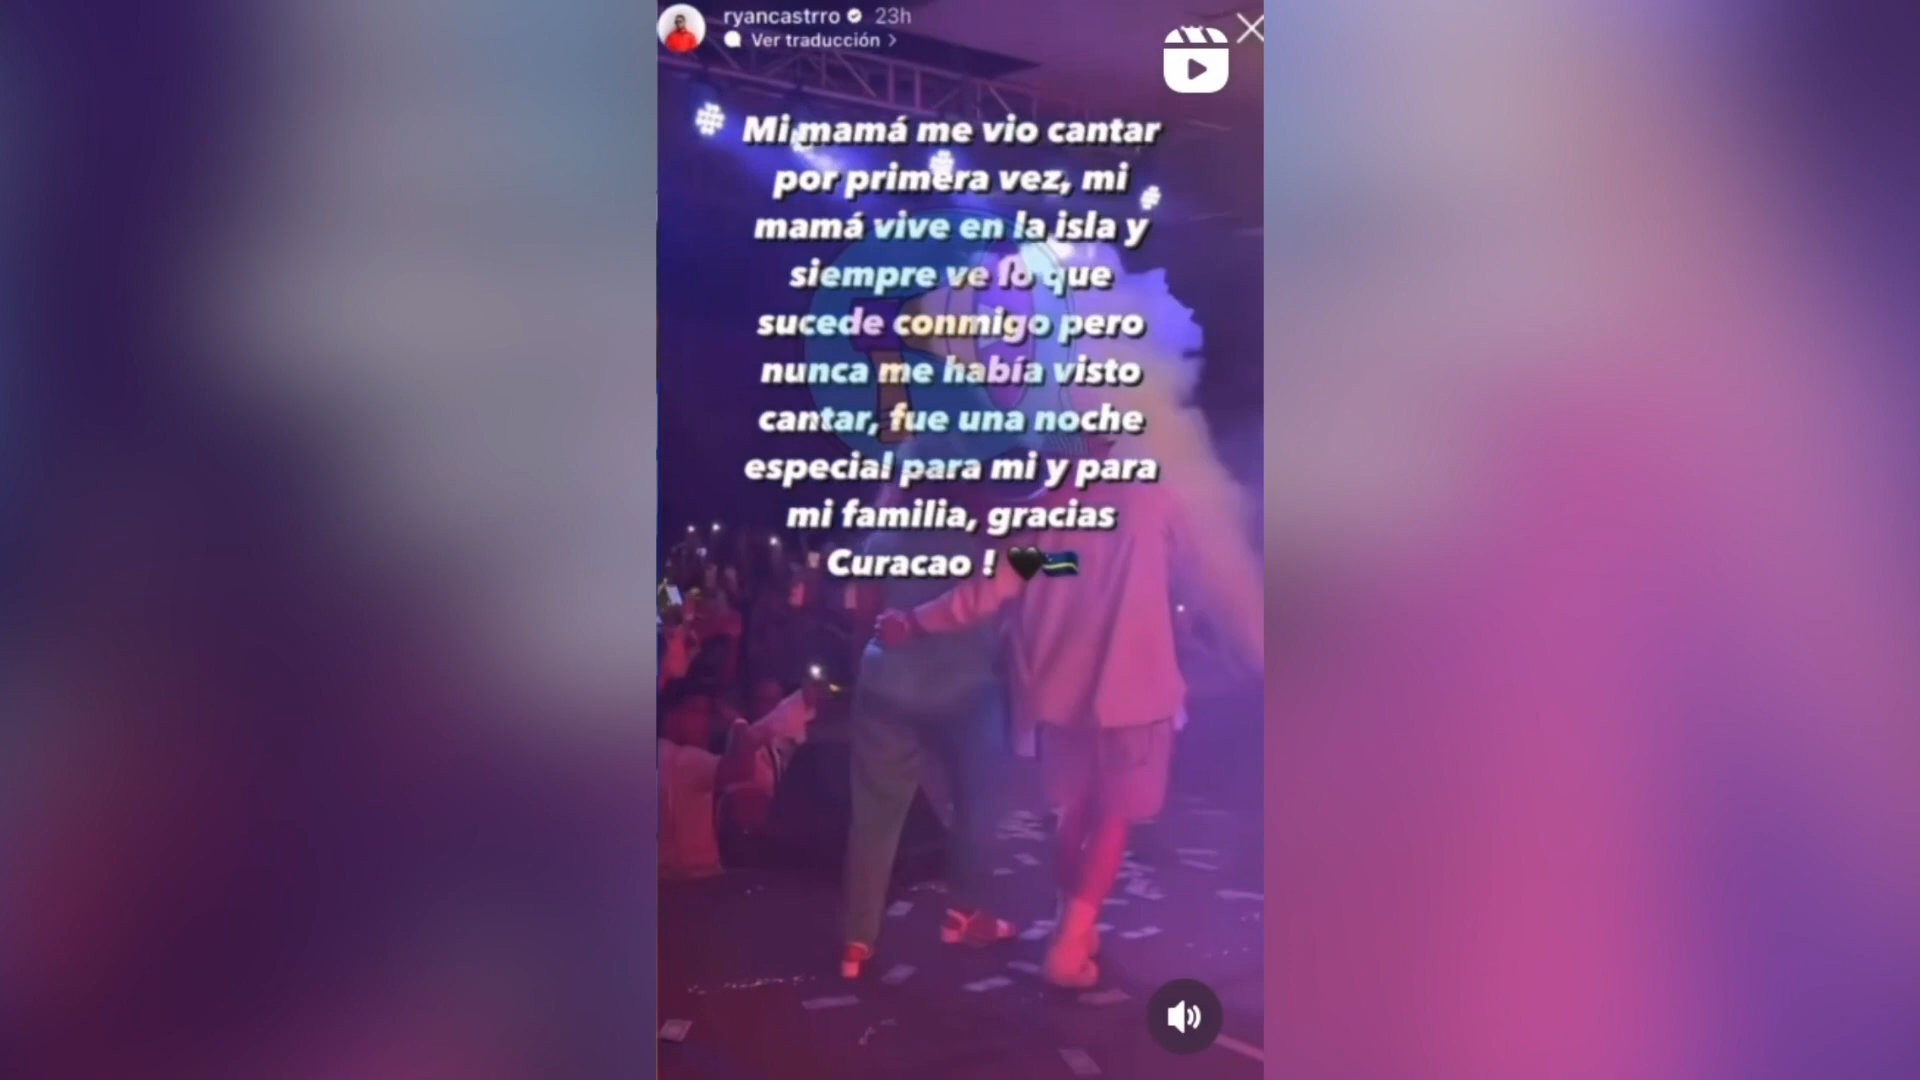 ryancastrro 23h
Ver traducción >
Mi mamá me vio cantar
por primera vez, mi
mamá vive en la isla y
siempre ve lo que
sucede conmigo pero
nunca me había visto
cantar, fue una noche
especial para mi y para
mi familia, gracias
Curacao ! 🖤🇨🇼